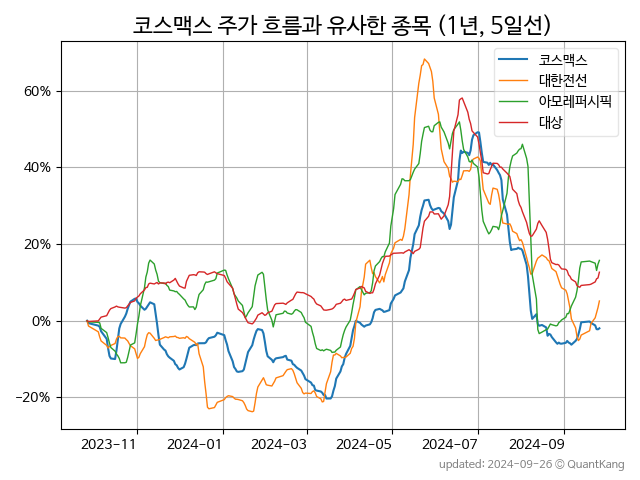 코스맥스 주가 흐름과 유사한 종목 (1년, 5일선)
코스맥스
대한전선
아모레퍼시픽
대상
60%
40%
20%
0%
−20%
2023-11
2024-01
2024-03
2024-05
2024-07
2024-09
updated: 2024-09-26 © QuantKang